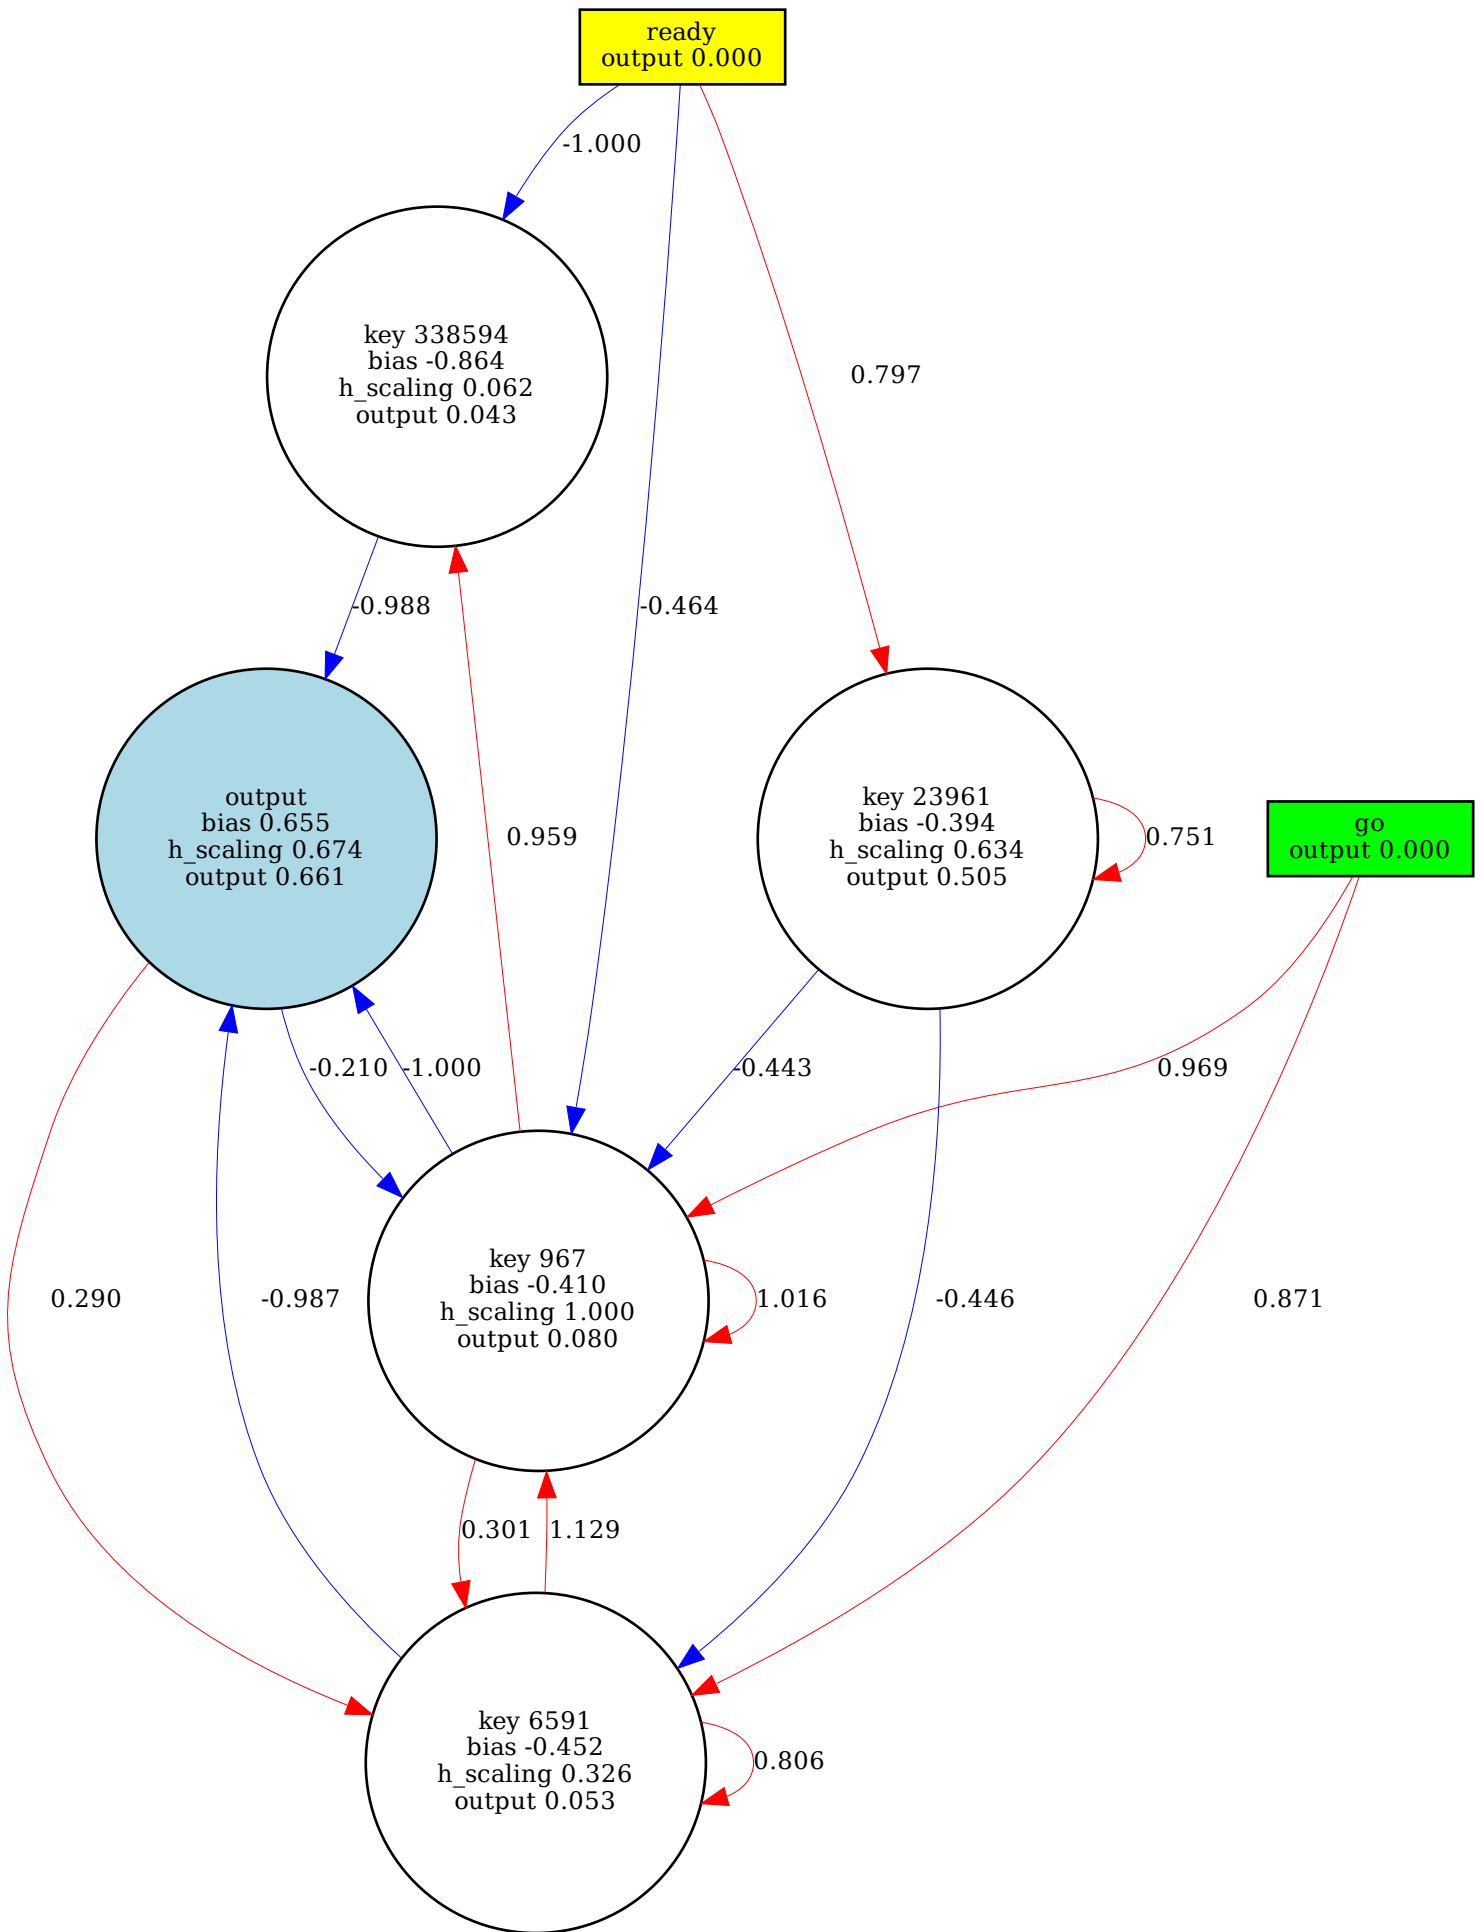 ready
output 0.000
-1.000
key 338594
bias -0.864
h_scaling 0.062
output 0.043
0.797
-0.988
-0.464
output
bias 0.655
h_scaling 0.674
output 0.661
0.959
key 23961
bias -0.394
h_scaling 0.634
output 0.505
0.751
go
output 0.000
-0.210
-1.000
-0.443
0.969
0.290
-0.987
key 967
bias -0.410
h_scaling 1.000
output 0.080
1.016
-0.446
0.871
0.301
1.129
key 6591
bias -0.452
h_scaling 0.326
output 0.053
0.806